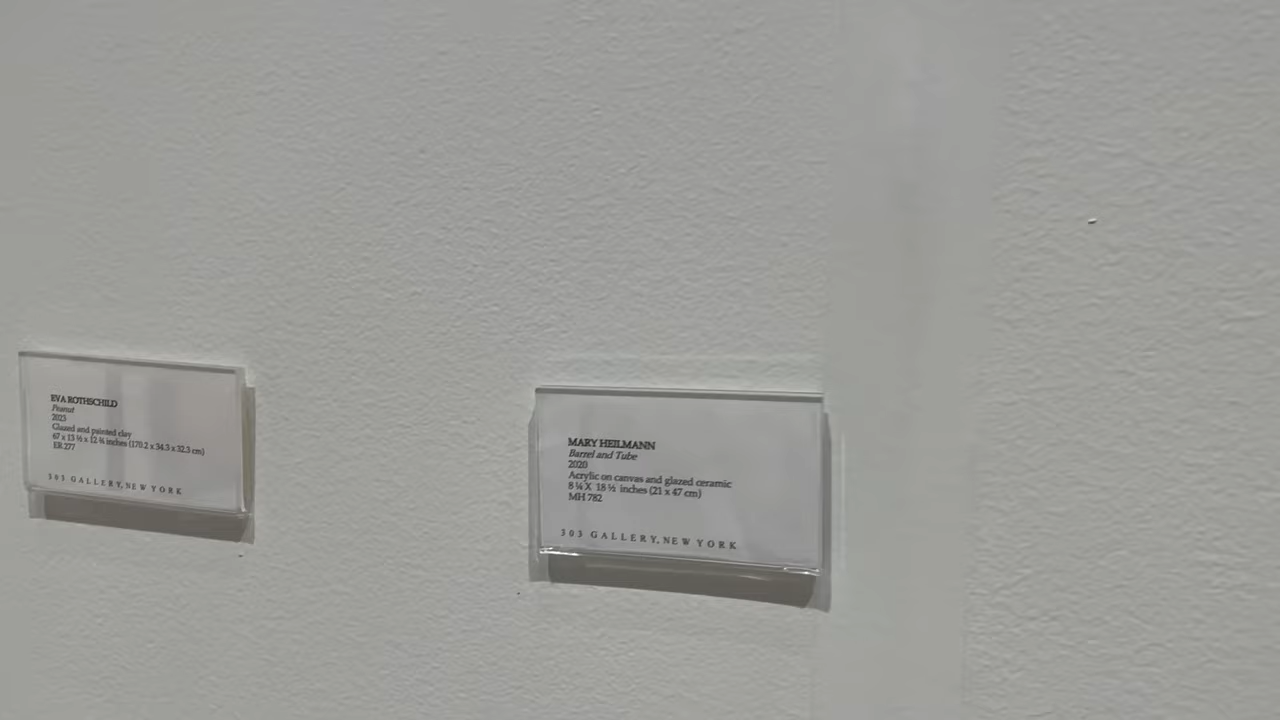 EVA ROTHSCHILD
Peanut
2025
Glazed and painted clay
67 x 13 ½ x 12 ¾ inches (170.2 x 34.3 x 32.3 cm)
ER 277
303 GALLERY, NEW YORK
MARY HEILMANN
Barrel and Tube
2020
Acrylic on canvas and glazed ceramic
8 ¼ X 18 ½ inches (21 x 47 cm)
MH 782
303 GALLERY, NEW YORK